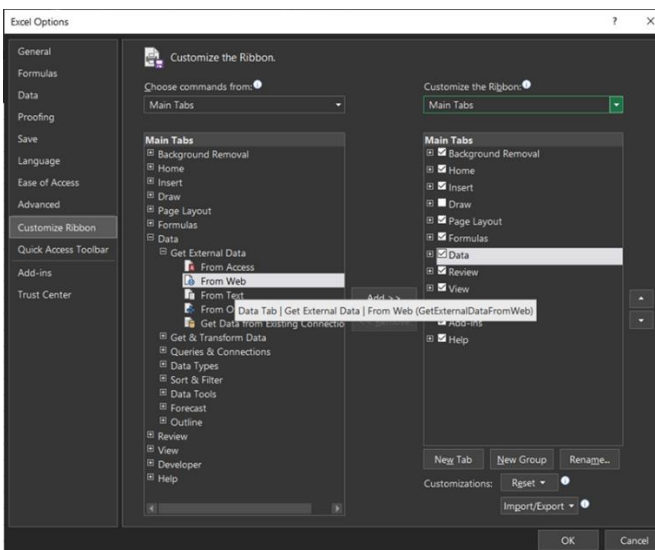 Excel Options
General
Formulas
Data
Proofing
Save
Language
Ease of Access
Advanced
Customize Ribbon
Quick Access Toolbar
Add-ins
Trust Center
Customize the Ribbon.
Choose commands from:
Main Tabs
Main Tabs
Background Removal
Home
Insert
Draw
Page Layout
Formulas
Data
Get External Data
From Access
From Web
From Text
From O
Data Tab | Get External Data | From Web (GetExternalDataFromWeb)
Get Data from Existing Connectio
Get & Transform Data
Queries & Connections
Data Types
Sort & Filter
Data Tools
Forecast
Outline
Review
View
Developer
Help
Add >>
Customize the Ribbon:
Main Tabs
Main Tabs
Background Removal
Home
Insert
Draw
Page Layout
Formulas
Data
Review
View
Add-ins
Help
New Tab
New Group
Rename...
Customizations:
Reset
Import/Export
OK
Cancel